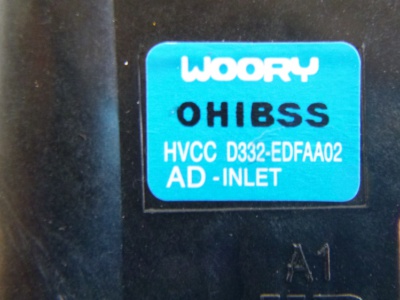 WOORY
OHIBSS
HVCC D332-EDFAA02
AD -INLET
A1